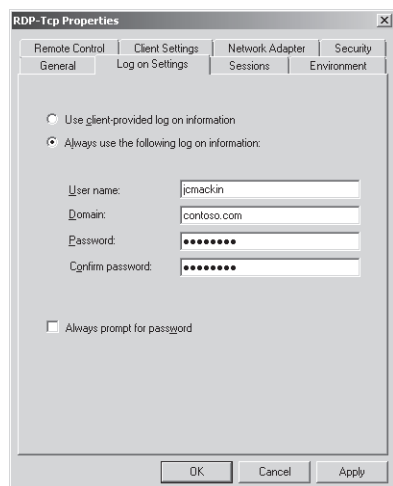 RDP-Tcp Properties
Remote Control Client Settings Network Adapter Security
General Log on Settings Sessions Environment
Use client-provided log on information
Always use the following log on information:
User name: jcmackin
Domain: contoso.com
Password: ●●●●●●●●
Confirm password: ●●●●●●●●
Always prompt for password
OK Cancel Apply